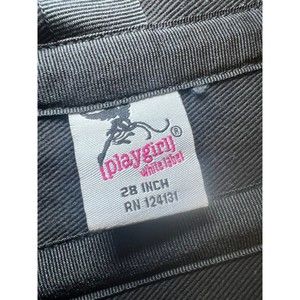 (playgirl) ®
white label
28 INCH
RN 124131